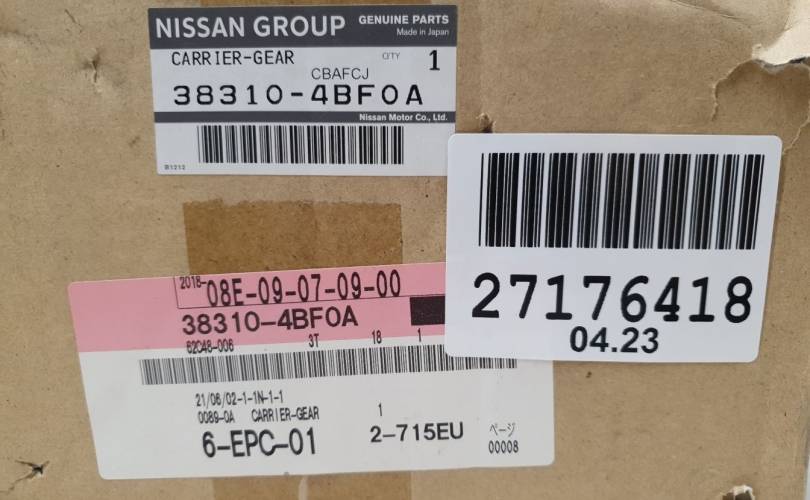 NISSAN GROUP GENUINE PARTS
Made in Japan
CARRIER-GEAR Q'TY 1
CBAFCJ
38310-4BF0A
Nissan Motor Co., Ltd.
B1212
27176418
04.23
2018- 08E-09-07-09-00
38310-4BF0A
62C48-006 3T 18 1
21/06/02-1-1N-1-1
0089-0A CARRIER-GEAR 1
6-EPC-01 2-715EU ページ
00008